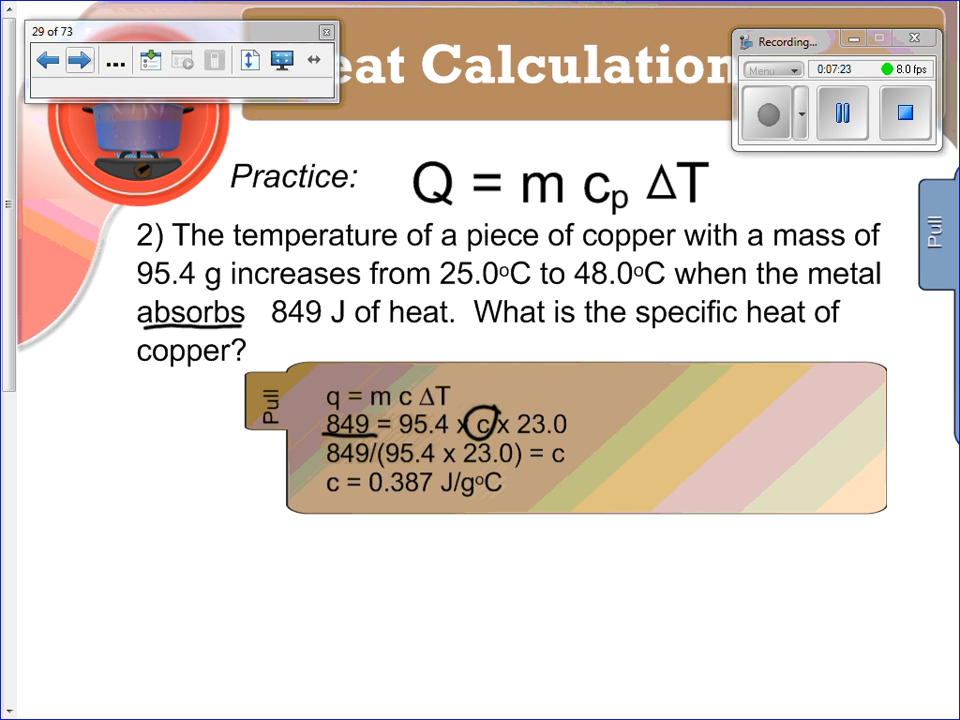 29 of 73
eat Calculation
Recording...
Menu
0:07:23
8.0 fps
Practice:
Q = m cₚ ΔT
Pull
2) The temperature of a piece of copper with a mass of
95.4 g increases from 25.0ºC to 48.0ºC when the metal
absorbs 849 J of heat. What is the specific heat of
copper?
Pull
q = m c ΔT
849 = 95.4 x c x 23.0
849/(95.4 x 23.0) = c
c = 0.387 J/gºC